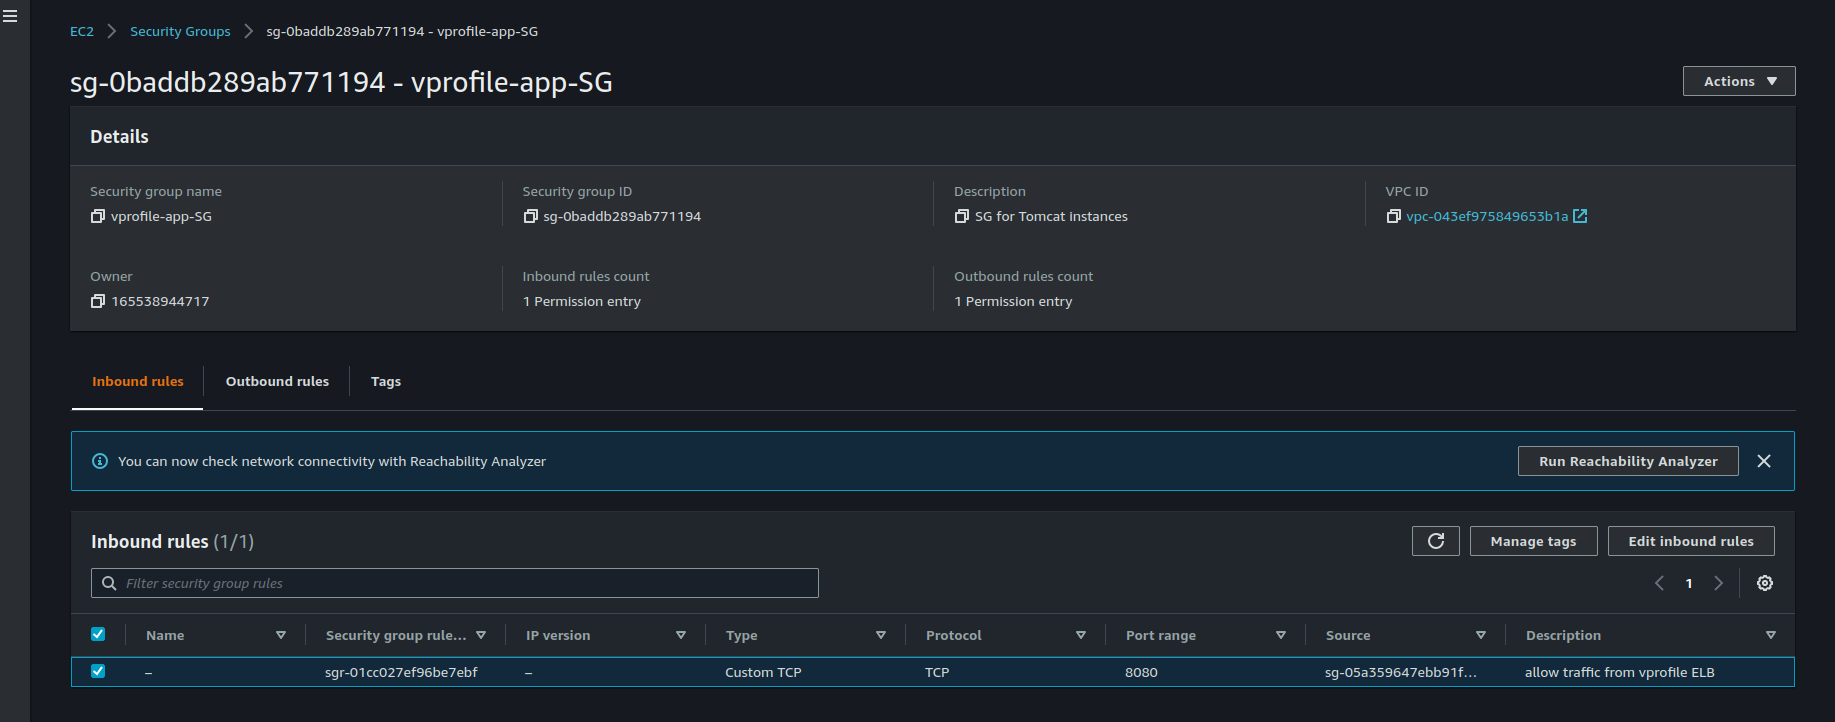 EC2 Security Groups sg-0baddb289ab771194 - vprofile-app-SG
sg-0baddb289ab771194 - vprofile-app-SG
Actions
Details
Security group name
vprofile-app-SG
Security group ID
sg-0baddb289ab771194
Description
SG for Tomcat Instances
VPC ID
vpc-043ef975849653b1a
Owner
165538944717
Inbound rules count
1 Permission entry
Outbound rules count
1 Permission entry
Inbound rules Outbound rules Tags
You can now check network connectivity with Reachability Analyzer
Run Reachability Analyzer
Inbound rules (1/1)
Manage tags
Edit inbound rules
Filter security group rules
1
Name Security group rule... IP version Type Protocol Port range Source Description
– sgr-01cc027ef96be7ebf – Custom TCP TCP 8080 sg-05a359647ebb91f... allow traffic from vprofile ELB